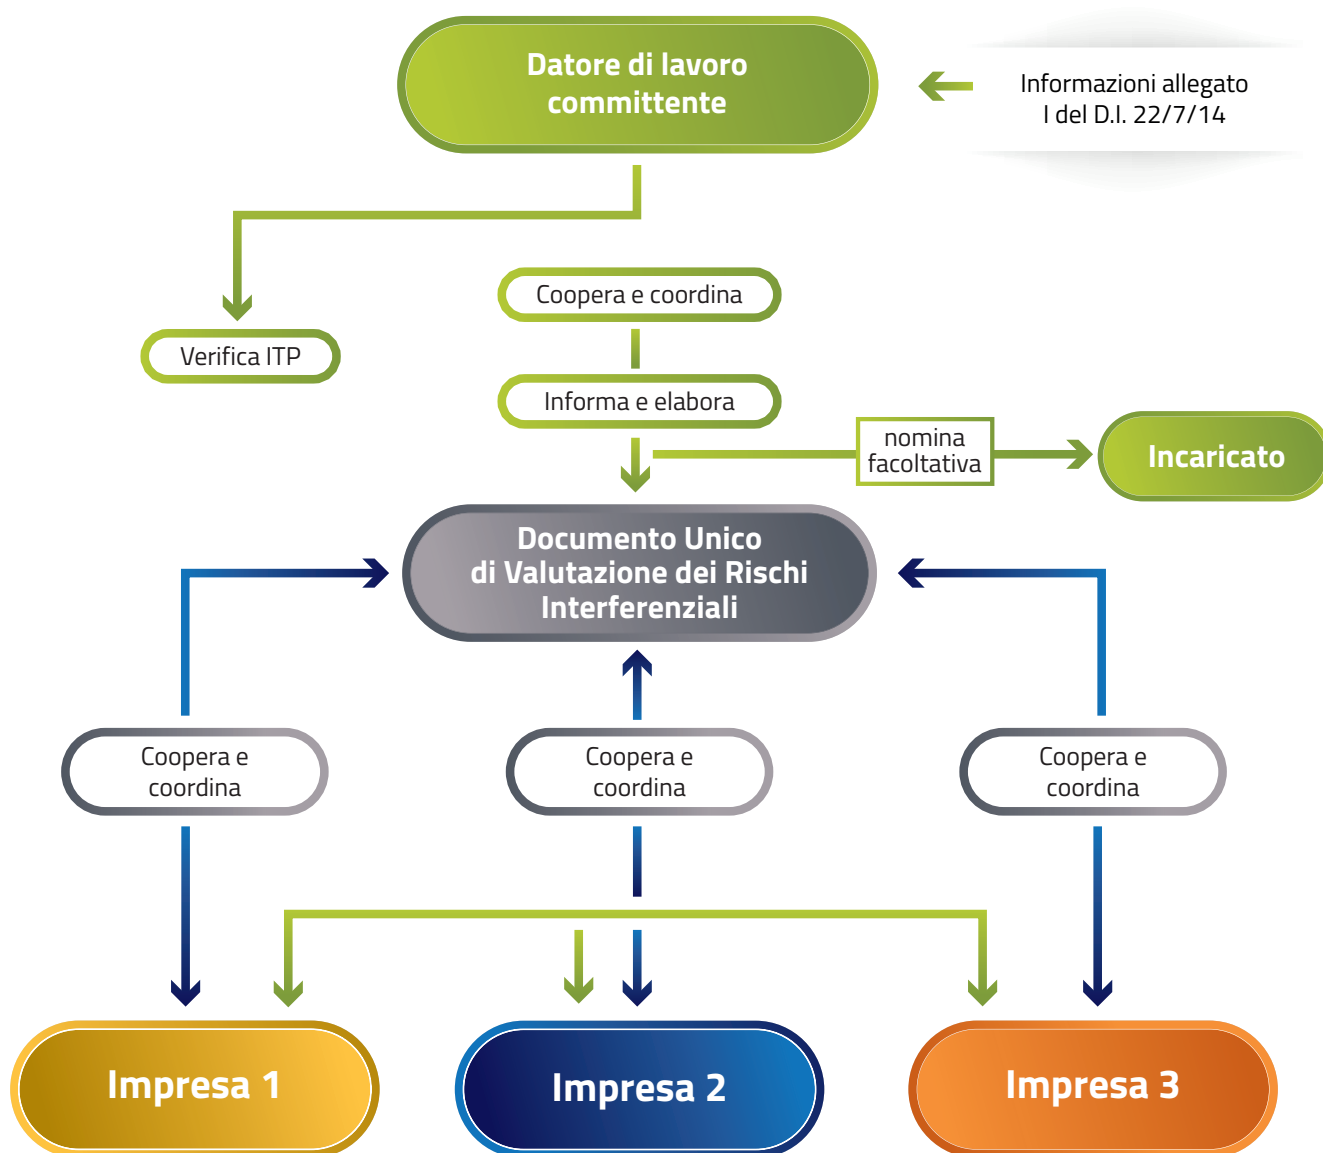 Datore di lavoro
committente
Informazioni allegato
I del D.I. 22/7/14
Coopera e coordina
Verifica ITP
Informa e elabora
nomina
facoltativa
Incaricato
Documento Unico
di Valutazione dei Rischi
Interferenziali
Coopera e
coordina
Coopera e
coordina
Coopera e
coordina
Impresa 1
Impresa 2
Impresa 3